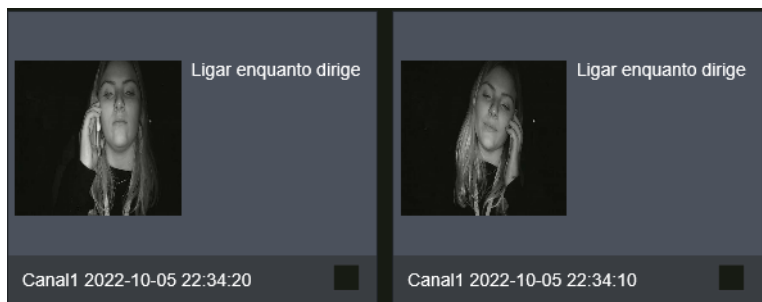 Ligar enquanto dirige
Ligar enquanto dirige
Canal1 2022-10-05 22:34:20
Canal1 2022-10-05 22:34:10